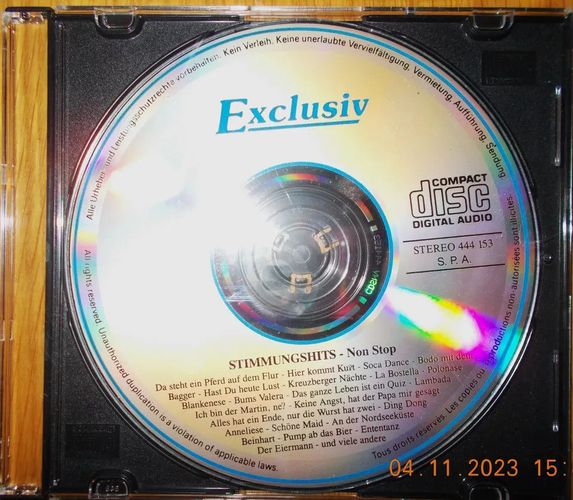 Alle Urheber- und Leistungsschutzrechte vorbehalten. Kein Verleih. Keine unerlaubte Vervielfältigung, Vermietung, Aufführung, Sendung.
Exclusiv
COMPACT
disc
DIGITAL AUDIO
STEREO 444 153
S. P. A.
STIMMUNGSHITS - Non Stop
Da steht ein Pferd auf dem Flur - Hier kommt Kurt - Soca Dance - Bodo mit dem
Bagger - Hast Du heute Lust - Kreuzberger Nächte - La Bostella - Polonäse
Blankenese - Bums Valera - Das ganze Leben ist ein Quiz - Lambada
Ich bin der Martin, ne? - Keine Angst, hat der Papa mir gesagt
Alles hat ein Ende, nur die Wurst hat zwei - Ding Dong
Anneliese - Schöne Maid - An der Nordseeküste
Beinhart - Pump ab das Bier - Ententanz
Der Eiermann - und viele andere
All rights reserved. Unauthorized duplication is a violation of applicable laws.
Tous droits réservés. Les copies ou reproductions non-autorisées sont illicites.
04.11.2023 15: